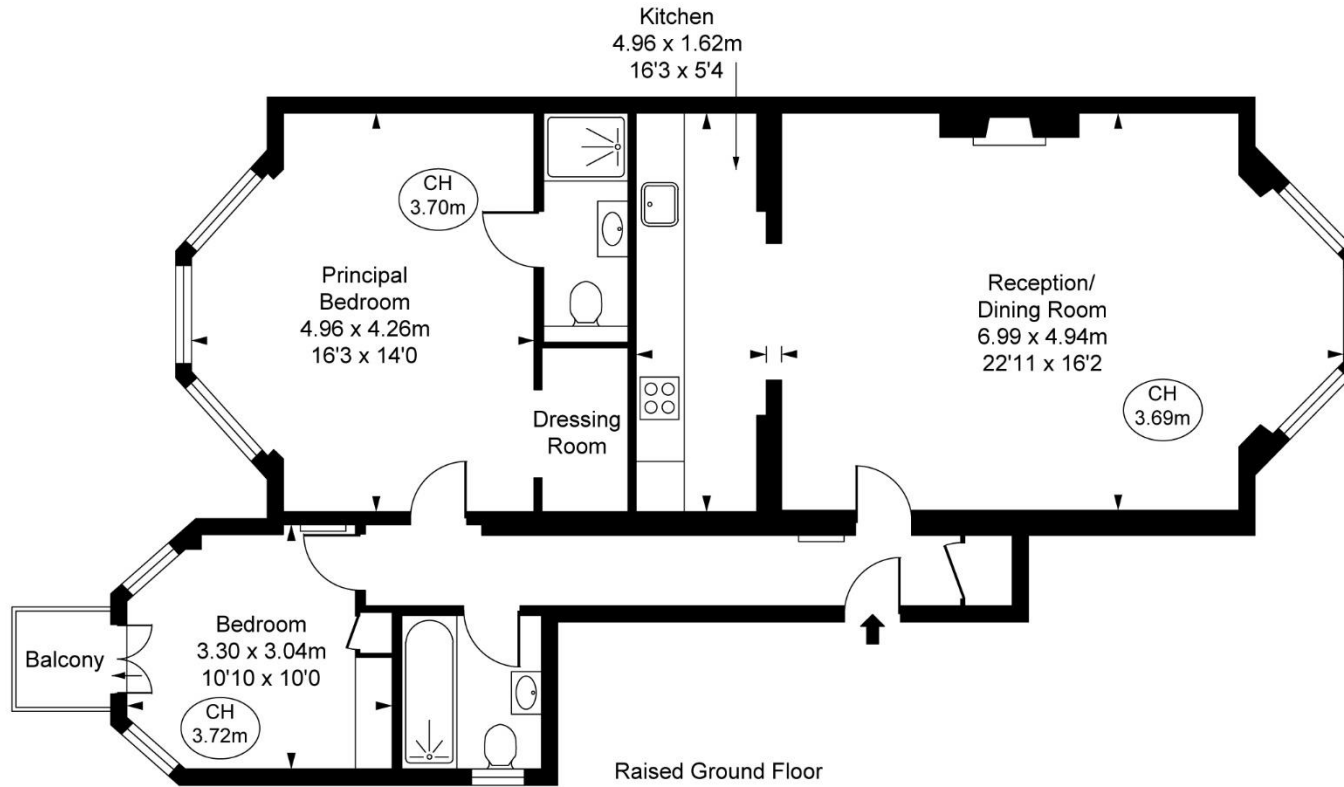 Kitchen
4.96 x 1.62m
16'3 x 5'4
CH
3.70m
Principal
Bedroom
4.96 x 4.26m
16'3 x 14'0
Reception/
Dining Room
6.99 x 4.94m
22'11 x 16'2
CH
3.69m
Dressing
Room
Balcony
Bedroom
3.30 x 3.04m
10'10 x 10'0
CH
3.72m
Raised Ground Floor